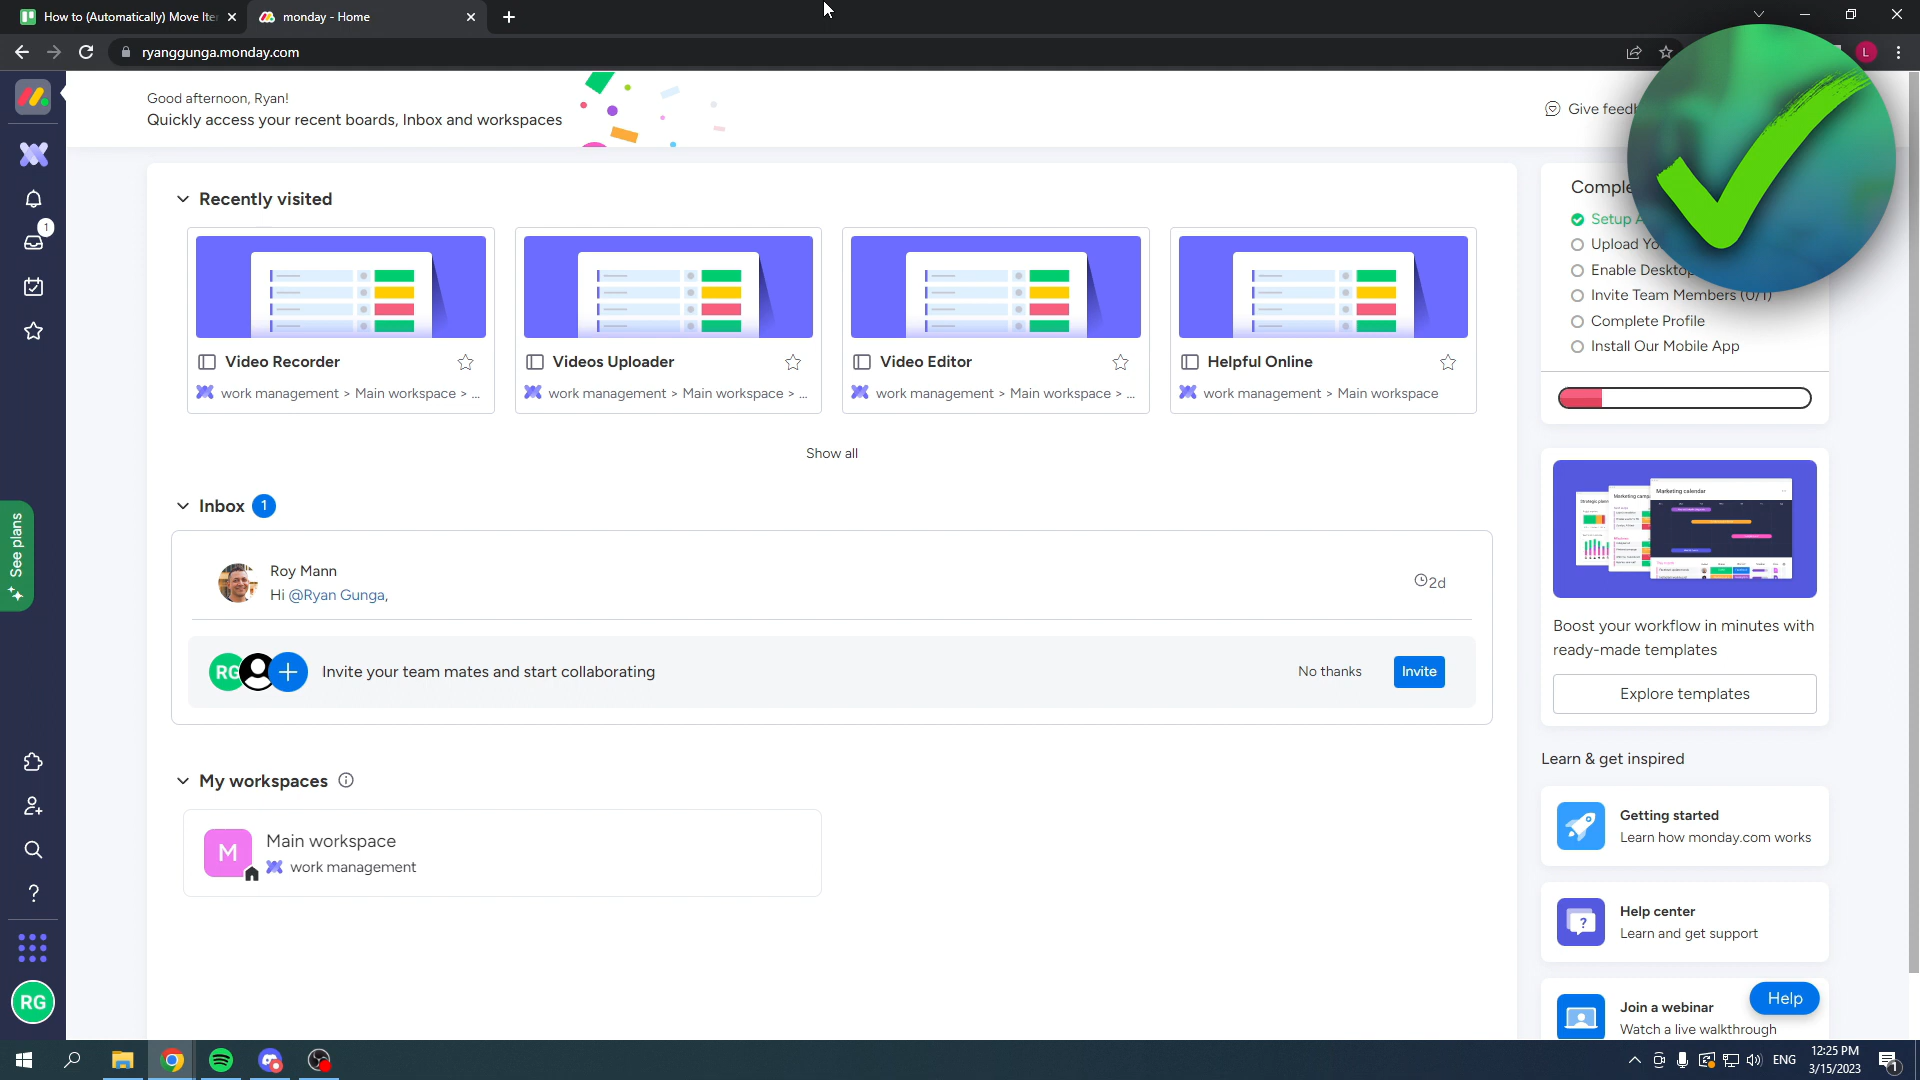 How to (Automatically) Move Iter
monday - Home
ryanggunga.monday.com
L
Good afternoon, Ryan!
Quickly access your recent boards, Inbox and workspaces
Give feedb
Recently visited
Video Recorder
work management > Main workspace > ...
Videos Uploader
work management > Main workspace > ...
Video Editor
work management > Main workspace > ...
Helpful Online
work management > Main workspace
Show all
Inbox 1
Roy Mann
Hi @Ryan Gunga,
2d
RG
Invite your team mates and start collaborating
No thanks
Invite
My workspaces
M
Main workspace
work management
Comple
Setup A
Upload Yo
Enable Desktop
Invite Team Members (0/1)
Complete Profile
Install Our Mobile App
Marketing calendar
Boost your workflow in minutes with
ready-made templates
Explore templates
Learn & get inspired
Getting started
Learn how monday.com works
?
Help center
Learn and get support
Join a webinar
Watch a live walkthrough
Help
1
See plans
?
RG
ENG
12:25 PM
3/15/2023
1